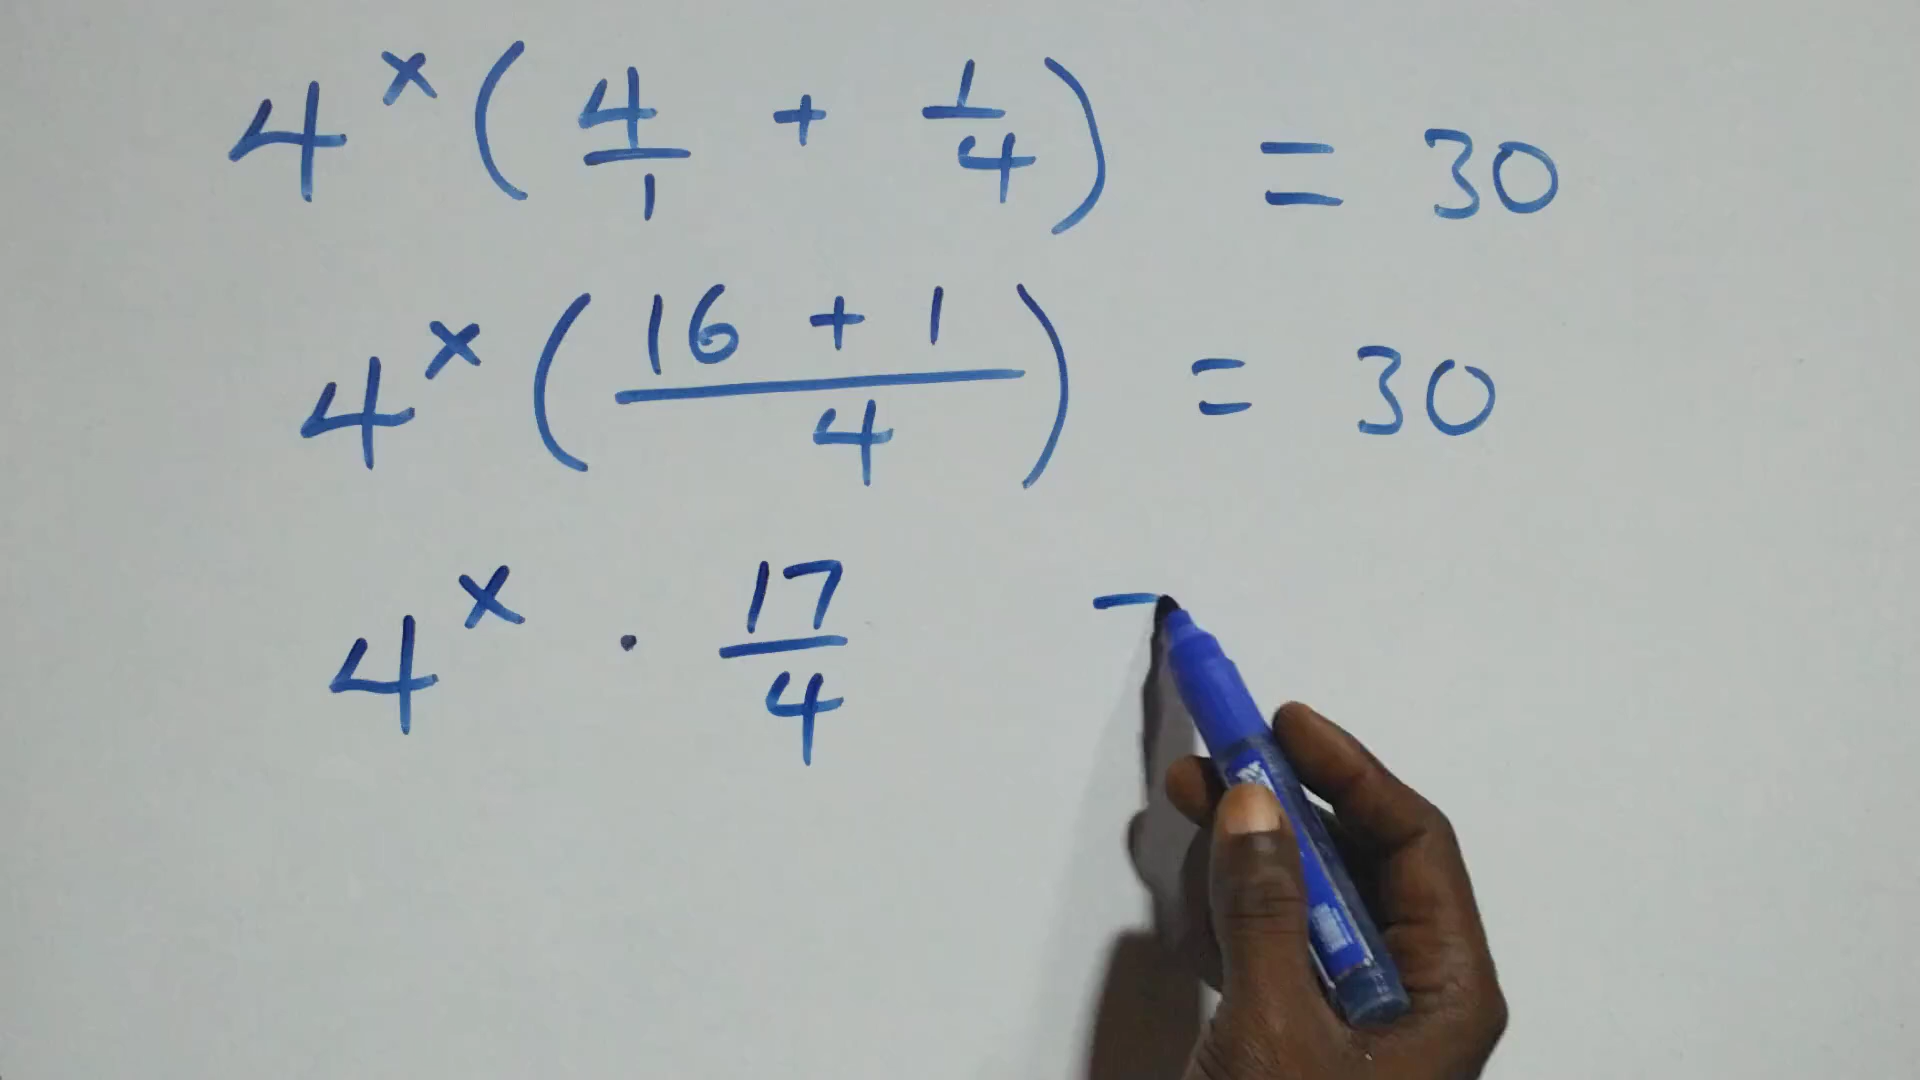 4^x ( 4/1 + 1/4 ) = 30
4^x ( (16 + 1)/4 ) = 30
4^x · 17/4 -